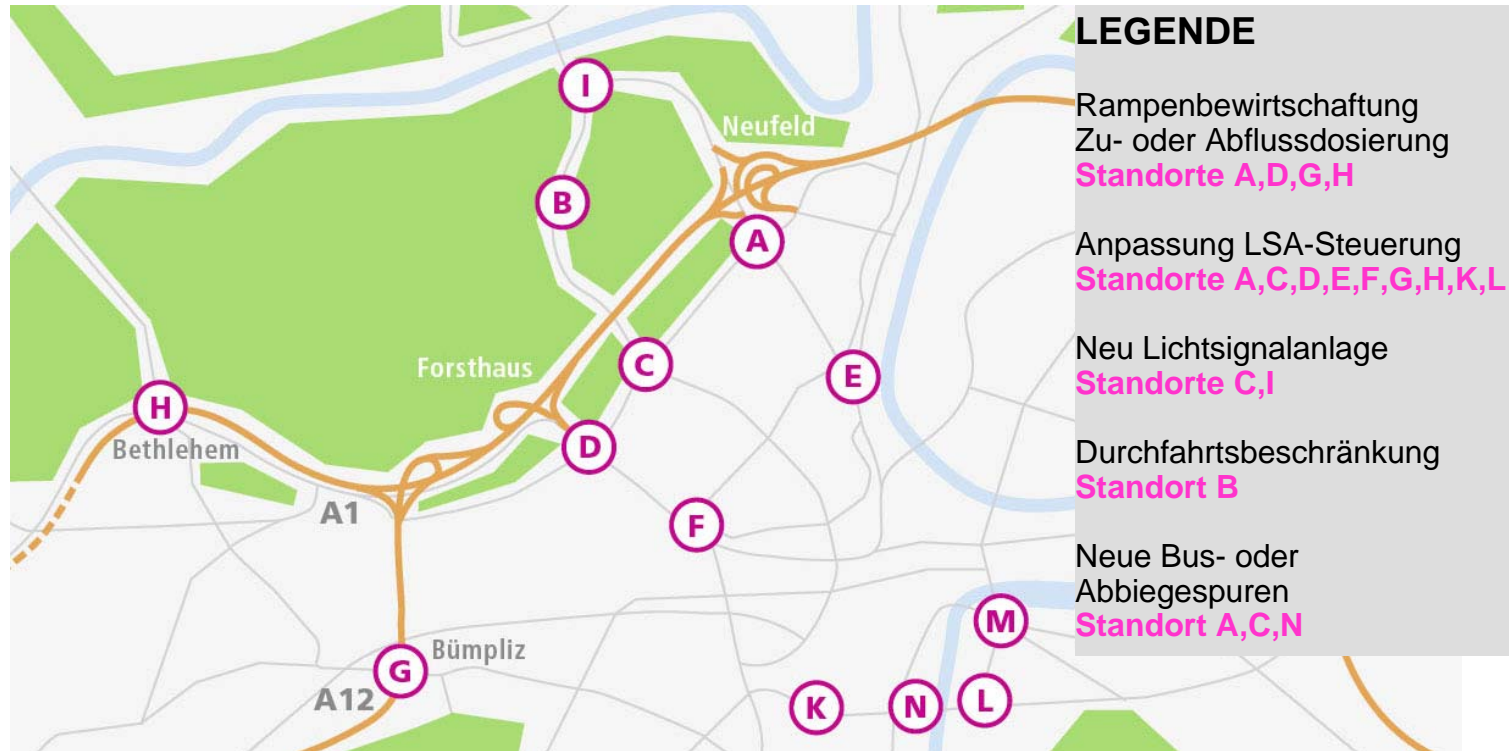 LEGENDE
Rampenbewirtschaftung
Zu- oder Abflussdosierung
Standorte A,D,G,H
Anpassung LSA-Steuerung
Standorte A,C,D,E,F,G,H,K,L
Neu Lichtsignalanlage
Standorte C,I
Durchfahrtsbeschränkung
Standort B
Neue Bus- oder
Abbiegespuren
Standort A,C,N
I
Neufeld
B
A
Forsthaus
C
E
H
Bethlehem
D
A1
F
M
Bümpliz
G
A12
K
N
L